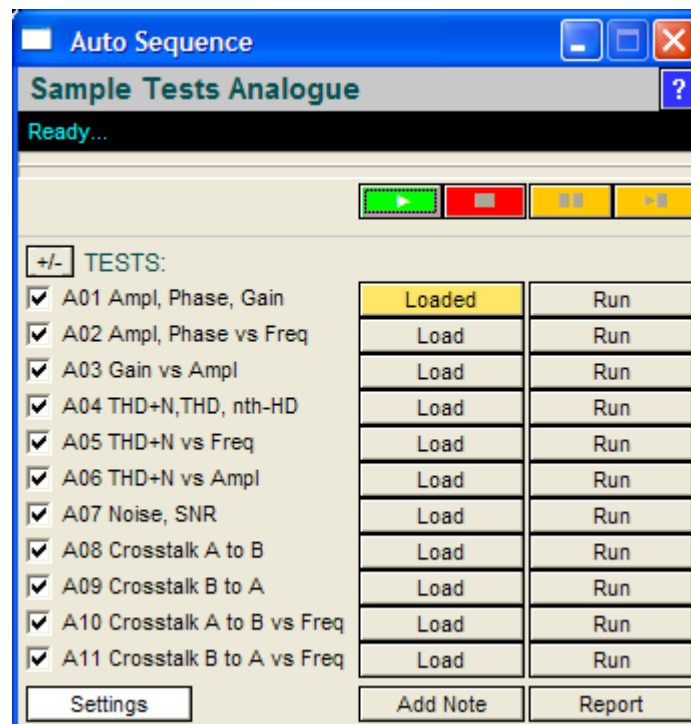 Auto Sequence
Sample Tests Analogue ?
Ready...
+/- TESTS:
A01 Ampl, Phase, Gain Loaded Run
A02 Ampl, Phase vs Freq Load Run
A03 Gain vs Ampl Load Run
A04 THD+N,THD, nth-HD Load Run
A05 THD+N vs Freq Load Run
A06 THD+N vs Ampl Load Run
A07 Noise, SNR Load Run
A08 Crosstalk A to B Load Run
A09 Crosstalk B to A Load Run
A10 Crosstalk A to B vs Freq Load Run
A11 Crosstalk B to A vs Freq Load Run
Settings Add Note Report